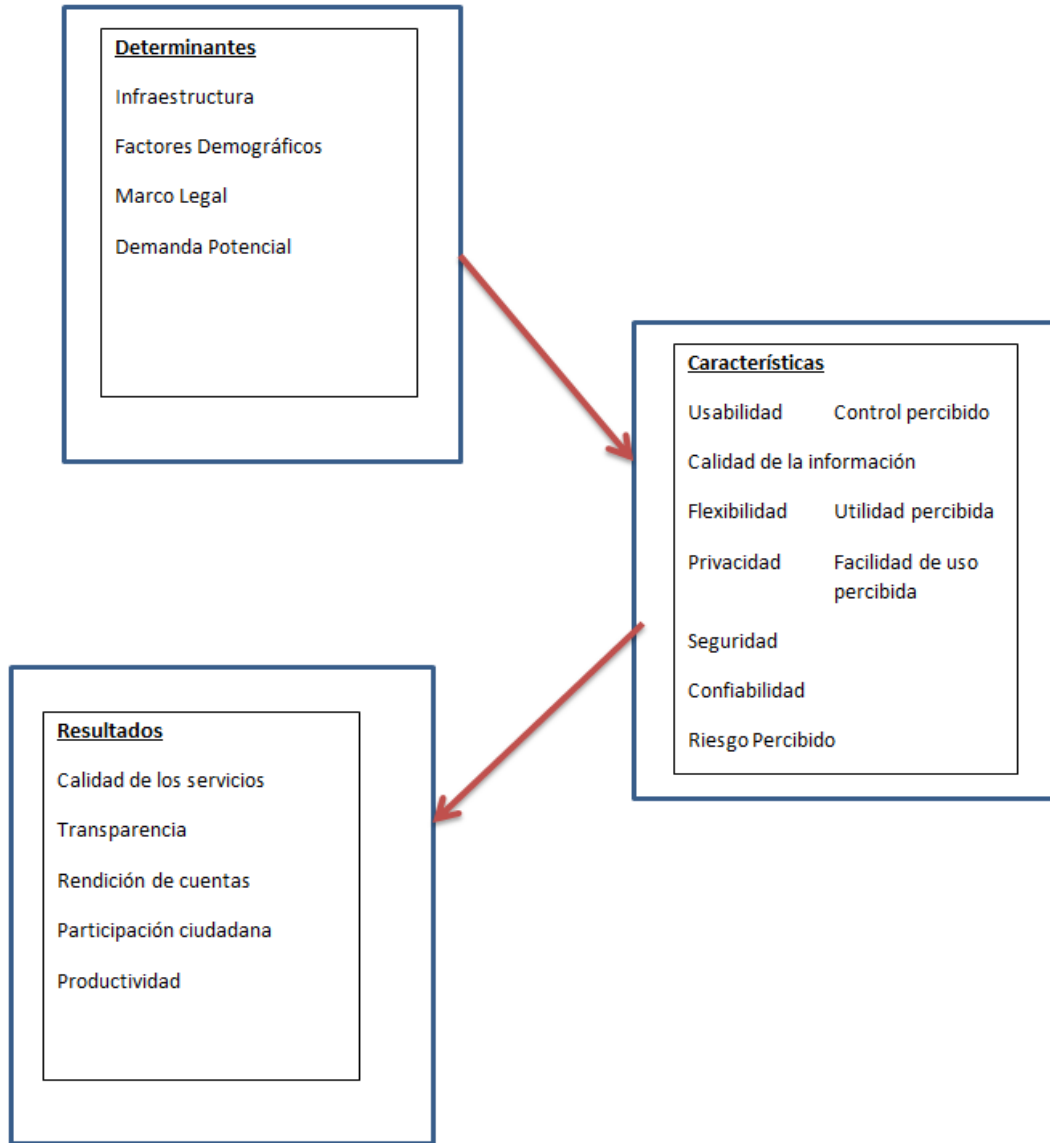 Determinantes
Infraestructura
Factores Demográficos
Marco Legal
Demanda Potencial
Característísticas
Usabilidad Control percibido
Calidad de la información
Flexibilidad Utilidad percibida
Privacidad Facilidad de uso
percibida
Seguridad
Confiabilidad
Riesgo Percibido
Resultados
Calidad de los servicios
Transparencia
Rendición de cuentas
Participación ciudadana
Productividad